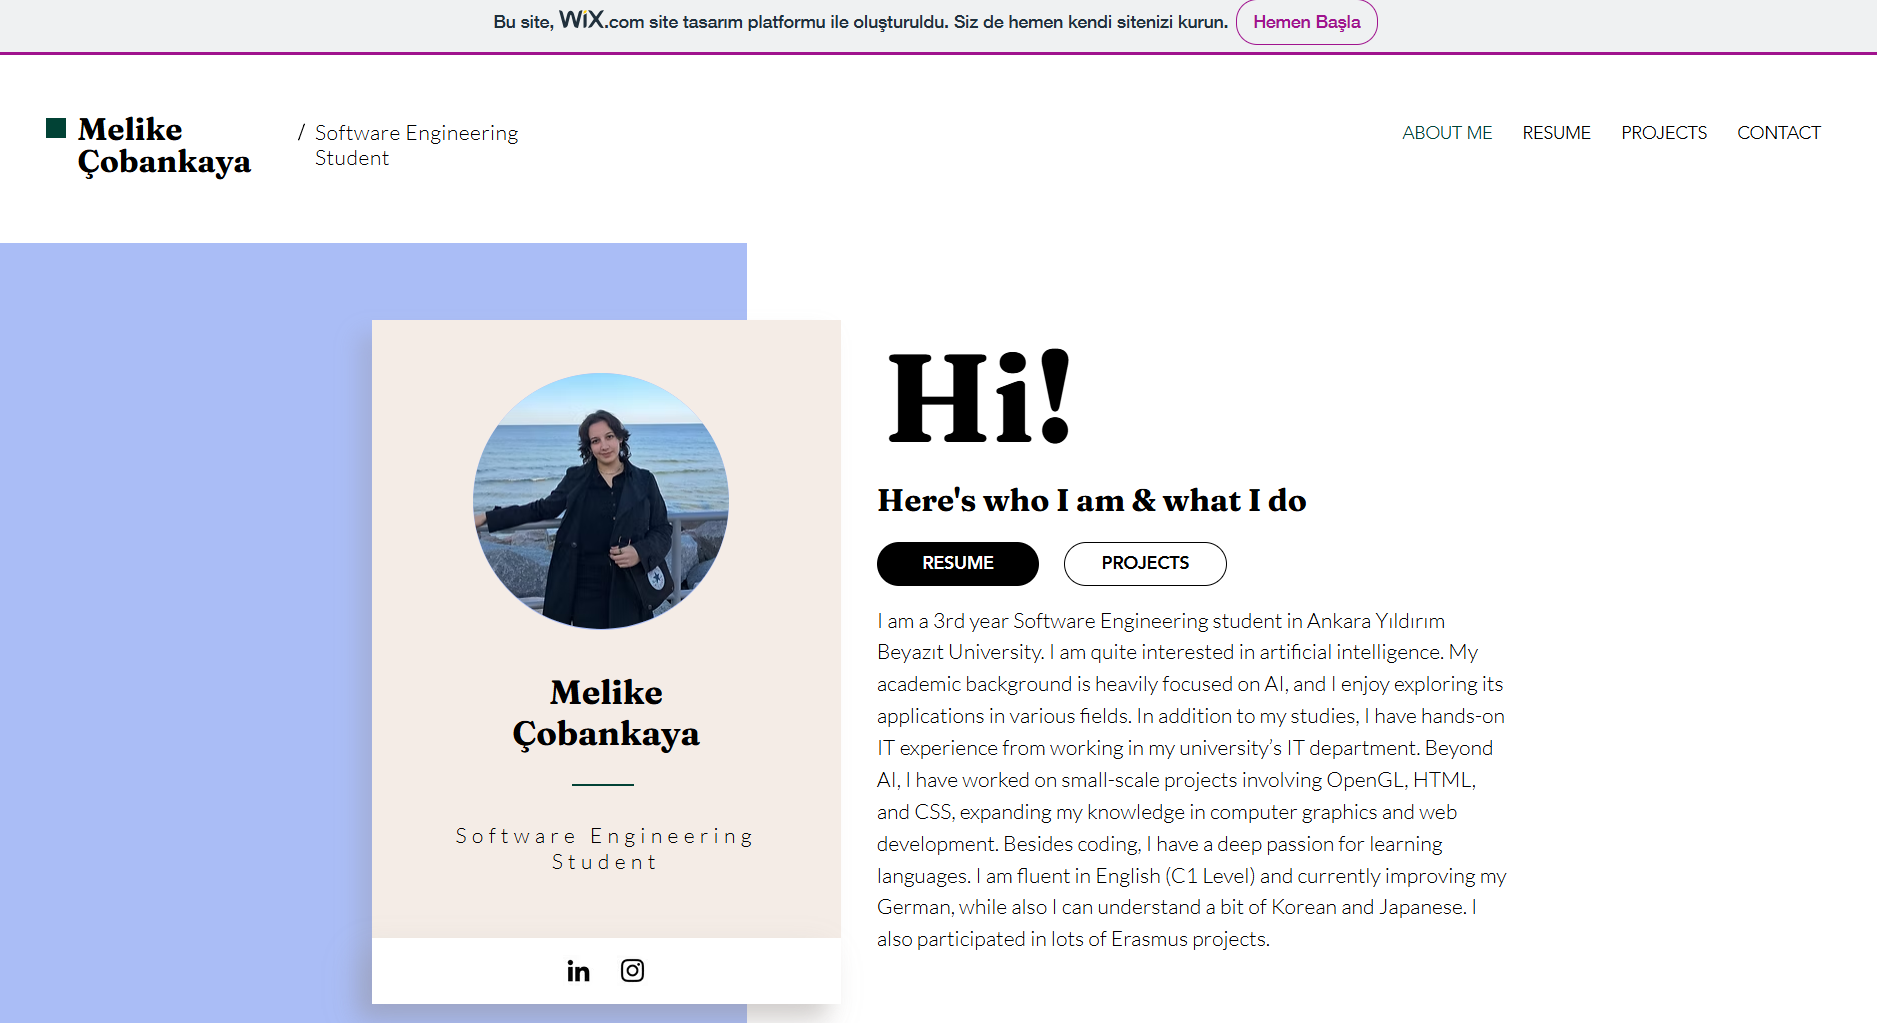 Bu site, WiX.com site tasarım platformu ile oluşturuldu. Siz de hemen kendi sitenizi kurun. Hemen Başla
Melike
Çobankaya
/ Software Engineering
Student
ABOUT ME RESUME PROJECTS CONTACT
Hi!
Here's who I am & what I do
RESUME PROJECTS
I am a 3rd year Software Engineering student in Ankara Yıldırım
Beyazıt University. I am quite interested in artificial intelligence. My
academic background is heavily focused on AI, and I enjoy exploring its
applications in various fields. In addition to my studies, I have hands-on
IT experience from working in my university’s IT department. Beyond
AI, I have worked on small-scale projects involving OpenGL, HTML,
and CSS, expanding my knowledge in computer graphics and web
development. Besides coding, I have a deep passion for learning
languages. I am fluent in English (C1 Level) and currently improving my
German, while also I can understand a bit of Korean and Japanese. I
also participated in lots of Erasmus projects.
Melike
Çobankaya
Software Engineering
Student
in